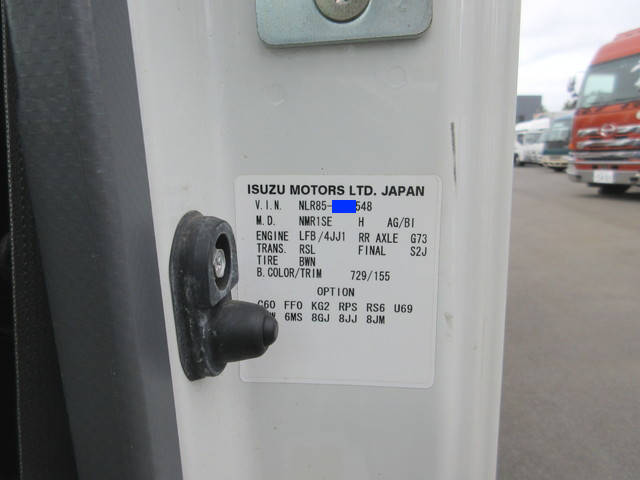 ISUZU MOTORS LTD. JAPAN
V.I.N. NLR85- 548
M.D. NMR1SE H AG/BI
ENGINE LFB/4JJ1 RR AXLE G73
TRANS. RSL FINAL S2J
TIRE BWN
B.COLOR/TRIM 729/155
OPTION
C60 FF0 KG2 RPS RS6 U69
6MS 8GJ 8JJ 8JM